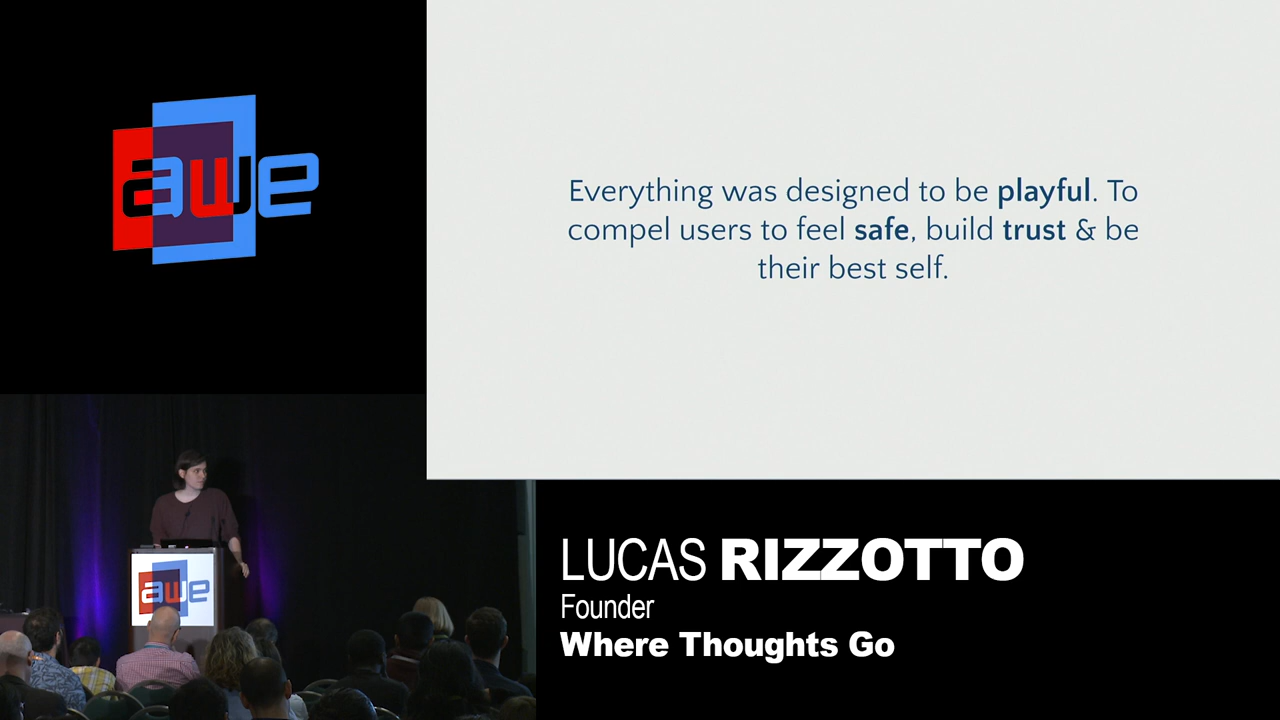 awe
Everything was designed to be playful. To
compel users to feel safe, build trust & be
their best self.
awe
LUCAS RIZZOTTO
Founder
Where Thoughts Go